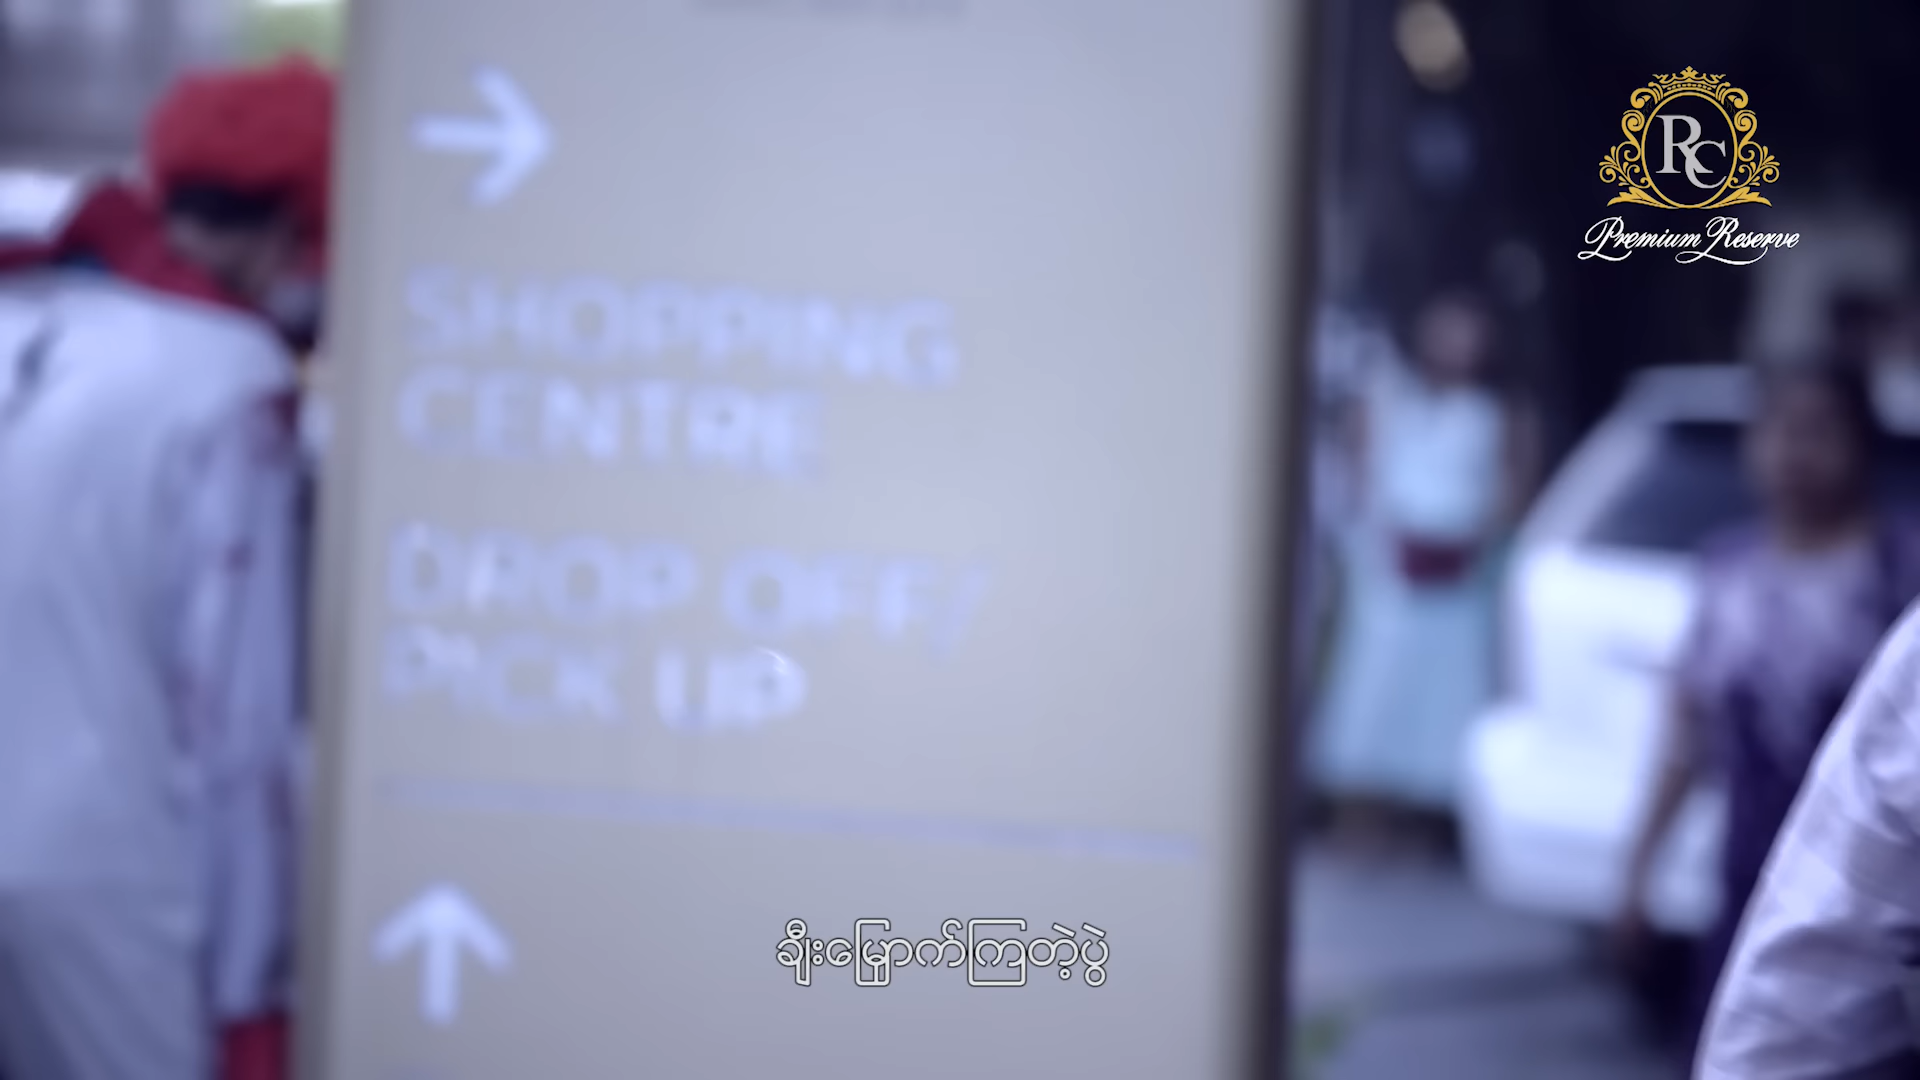 RC
Premium Reserve
SHOPPING
CENTRE
DROP OFF/
PICK UP
ချီးမြှောက်ကြတဲ့ပွဲ